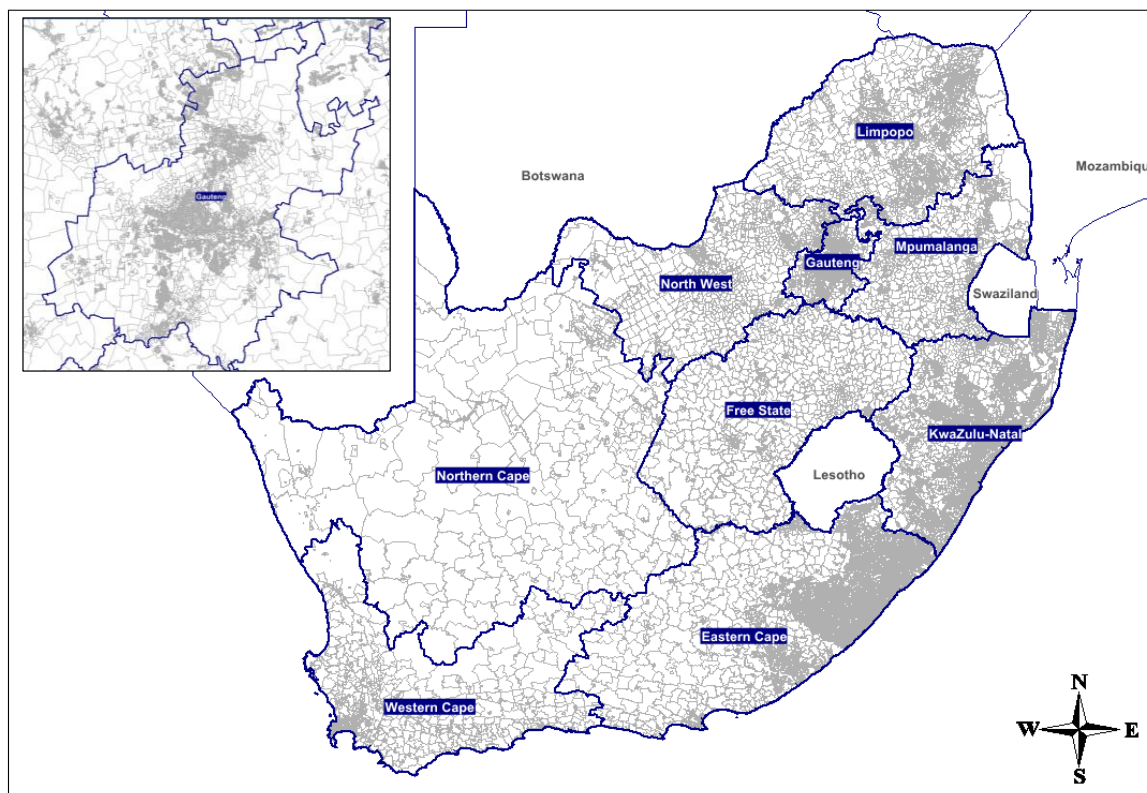 Gauteng
Limpopo
Botswana
Mozambiqu
Mpumalanga
Gauteng
North West
Swaziland
Free State
KwaZulu-Natal
Northern Cape
Lesotho
Eastern Cape
Western Cape
N
W
E
S